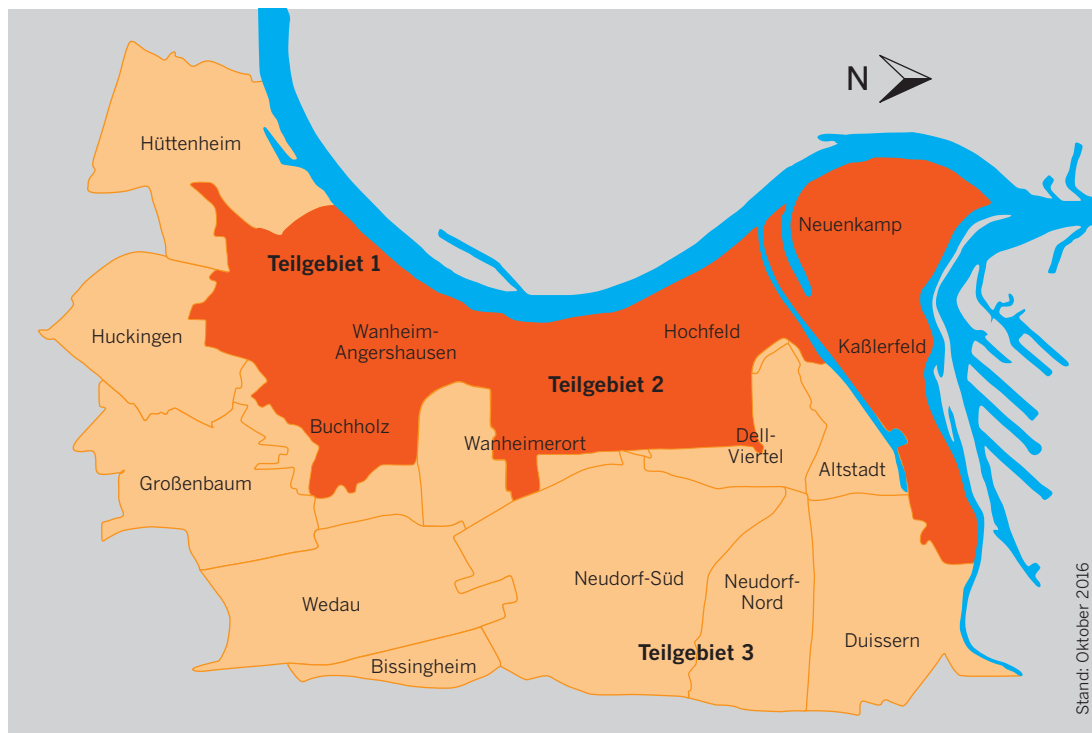 N
Hüttenheim
Neuenkamp
Teilgebiet 1
Huckingen
Wanheim-
Angershausen
Hochfeld
Kaßlerfeld
Teilgebiet 2
Buchholz
Wanheimerort
Dell-
Viertel
Altstadt
Großenbaum
Neudorf-Süd
Neudorf-
Nord
Wedau
Duissern
Teilgebiet 3
Bissingheim
Stand: Oktober 2016